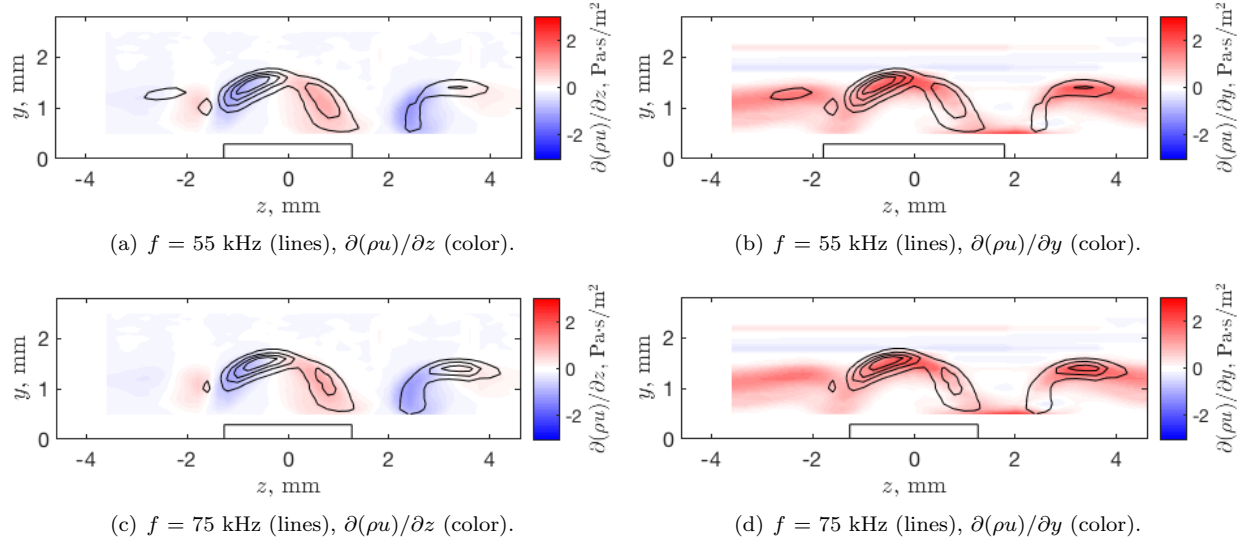 2
1
0
y, mm
-4 -2 0 2 4
z, mm
2
0
-2
∂(ρu)/∂z, Pa·s/m²
(a) f = 55 kHz (lines), ∂(ρu)/∂z (color).
2
1
0
y, mm
-4 -2 0 2 4
z, mm
2
0
-2
∂(ρu)/∂y, Pa·s/m²
(b) f = 55 kHz (lines), ∂(ρu)/∂y (color).
2
1
0
y, mm
-4 -2 0 2 4
z, mm
2
0
-2
∂(ρu)/∂z, Pa·s/m²
(c) f = 75 kHz (lines), ∂(ρu)/∂z (color).
2
1
0
y, mm
-4 -2 0 2 4
z, mm
2
0
-2
∂(ρu)/∂y, Pa·s/m²
(d) f = 75 kHz (lines), ∂(ρu)/∂y (color).